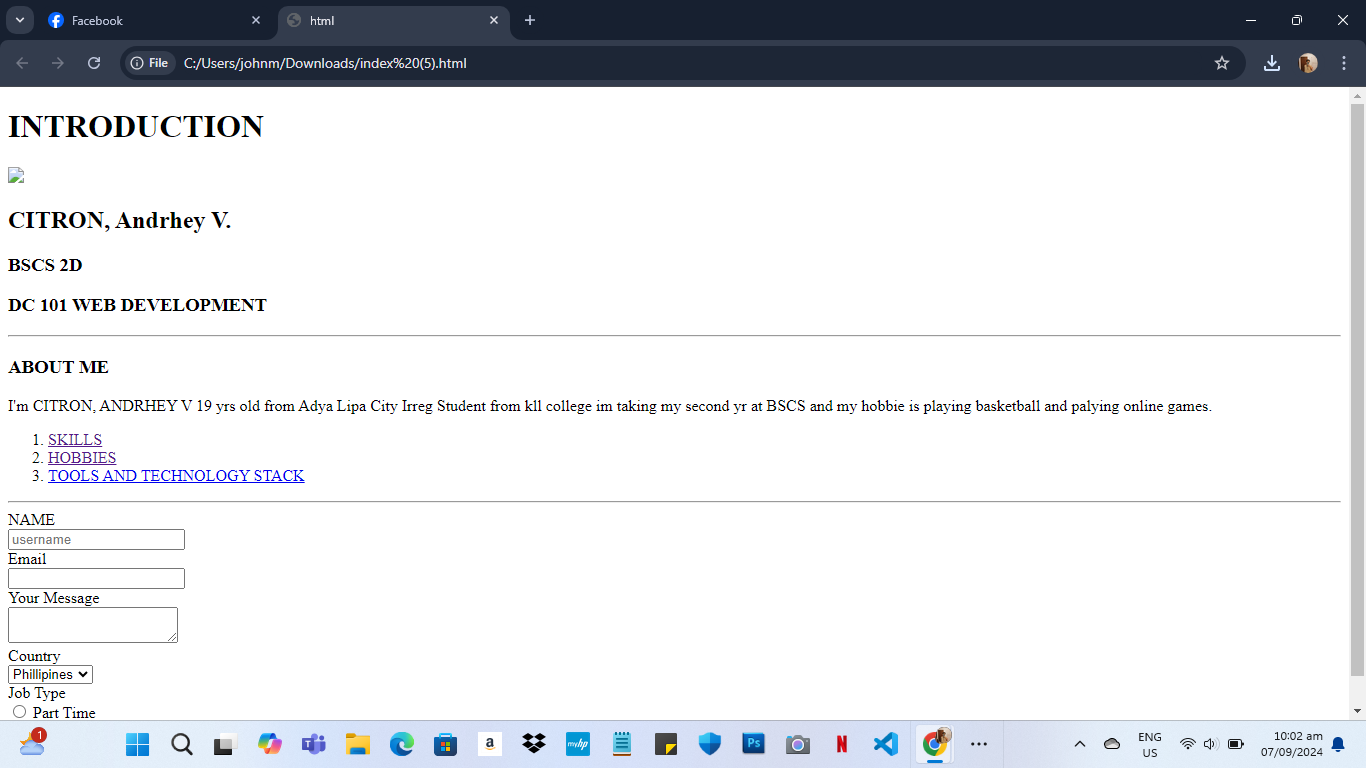 Facebook
html
File
C:/Users/johnm/Downloads/index%20(5).html
INTRODUCTION
CITRON, Andrhey V.
BSCS 2D
DC 101 WEB DEVELOPMENT
ABOUT ME
I'm CITRON, ANDRHEY V 19 yrs old from Adya Lipa City Irreg Student from kll college im taking my second yr at BSCS and my hobbie is playing basketball and palying online games.
1. SKILLS
2. HOBBIES
3. TOOLS AND TECHNOLOGY STACK
NAME
username
Email
Your Message
Country
Phillipines
Job Type
Part Time
1
a
myhp
Ps
N
ENG
US
10:02 am
07/09/2024